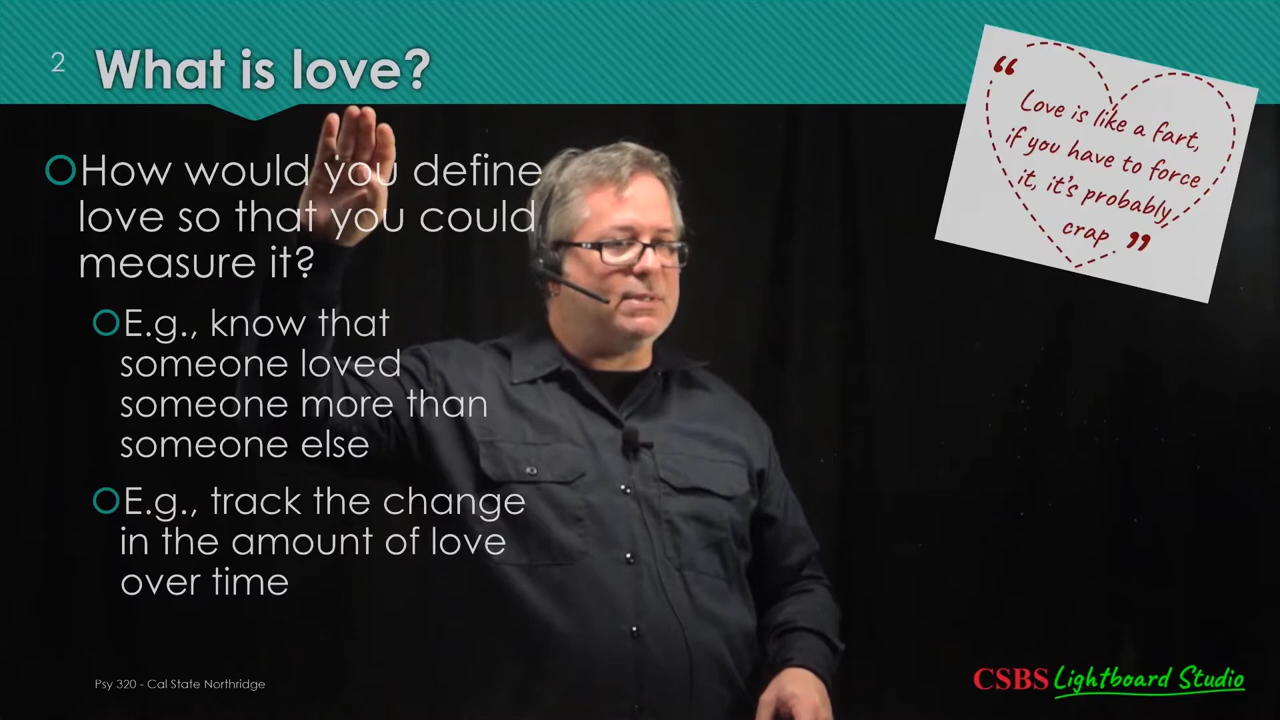 2
What is love?
How would you define
love so that you could
measure it?
E.g., know that
someone loved
someone more than
someone else
E.g., track the change
in the amount of love
over time
“
Love is like a fart,
if you have to force
it, it's probably
crap ”
Psy 320 - Cal State Northridge
CSBS Lightboard Studio